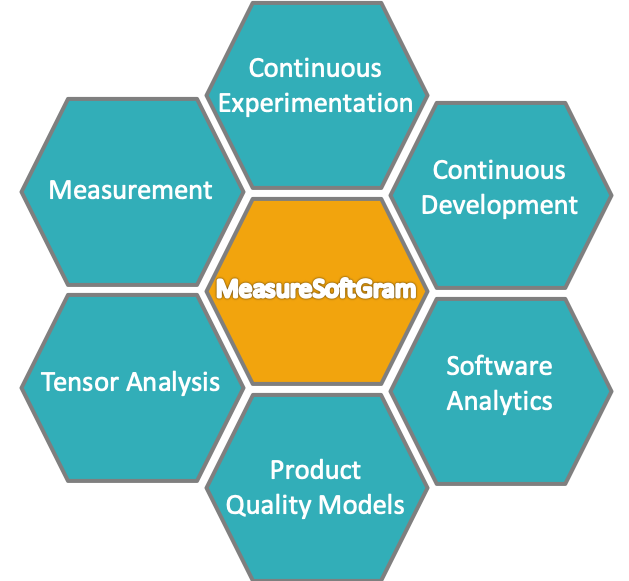 Continuous
Experimentation
Continuous
Development
Measurement
MeasureSoftGram
Software
Analytics
Tensor Analysis
Product
Quality Models